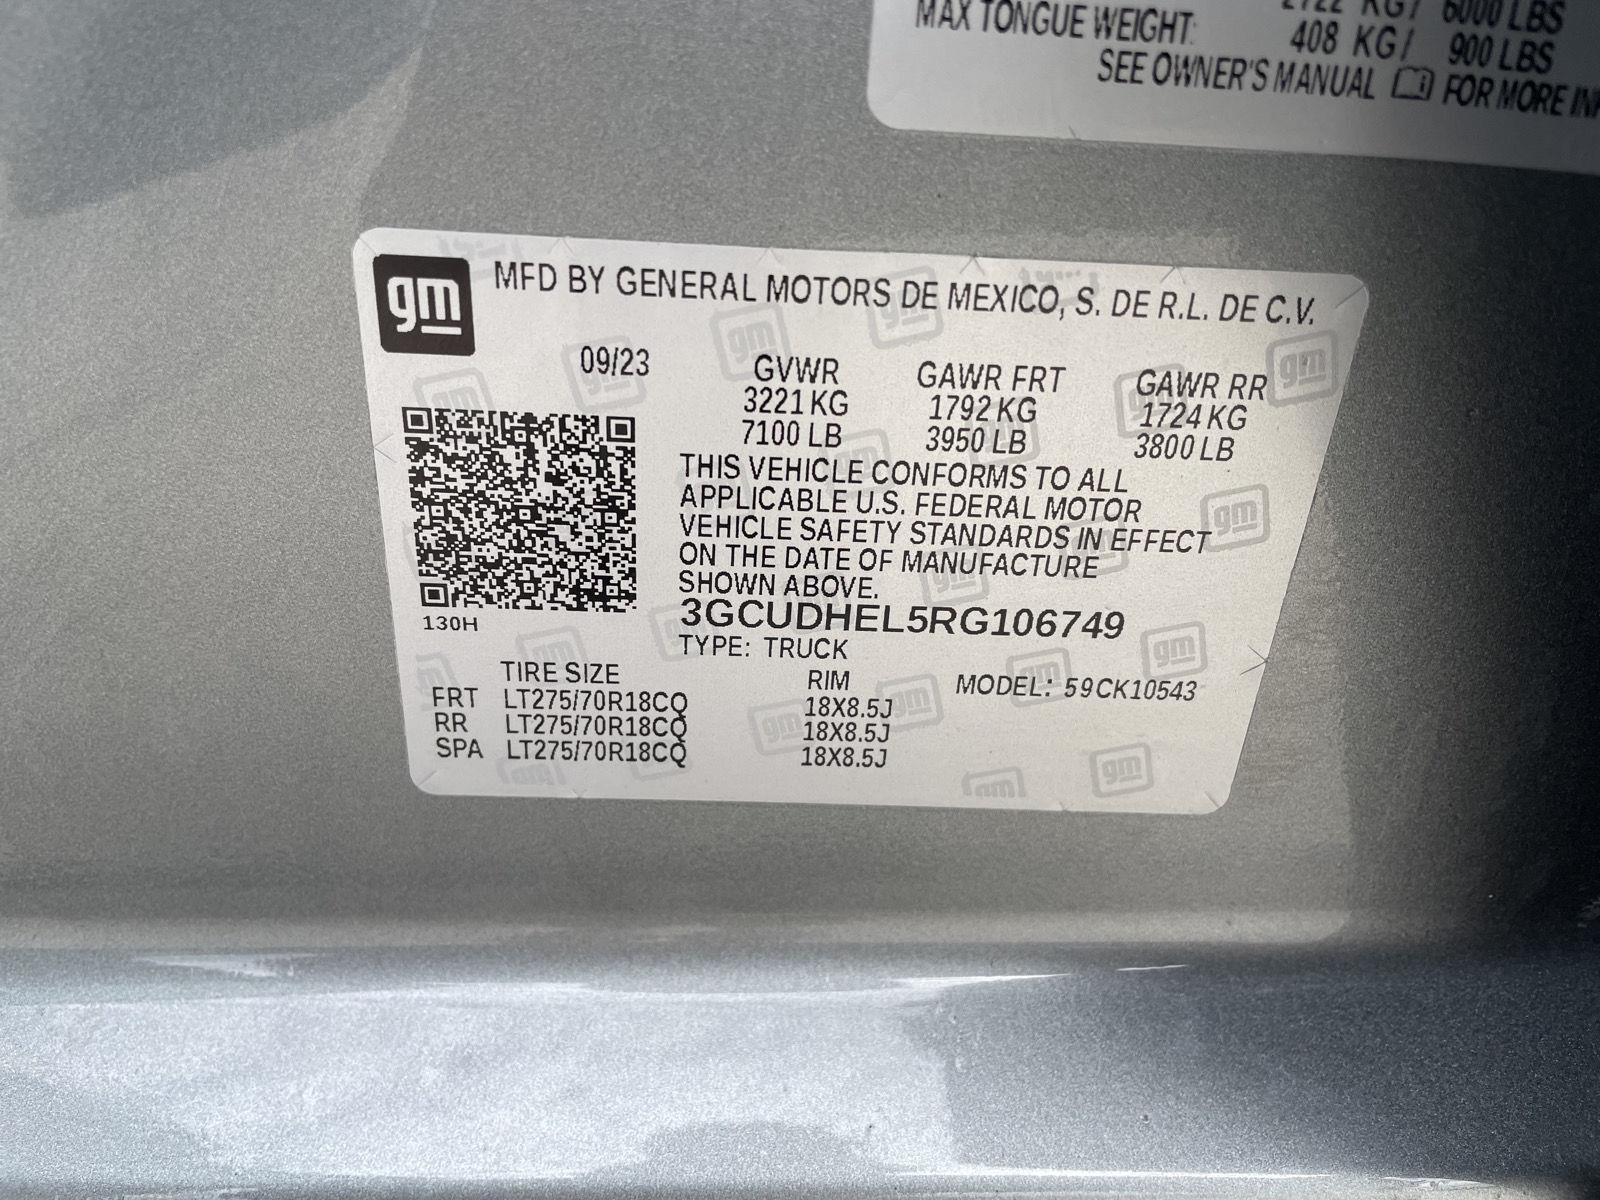 2722 KG/ 6000 LBS
MAX TONGUE WEIGHT: 408 KG/ 900 LBS
SEE OWNER'S MANUAL FOR MORE
gm MFD BY GENERAL MOTORS DE MEXICO, S. DE R.L. DE C.V.
09/23 GVWR GAWR FRT GAWR RR
3221 KG 1792 KG 1724 KG
7100 LB 3950 LB 3800 LB
THIS VEHICLE CONFORMS TO ALL
APPLICABLE U.S. FEDERAL MOTOR
VEHICLE SAFETY STANDARDS IN EFFECT
ON THE DATE OF MANUFACTURE
SHOWN ABOVE.
130H
3GCUDHEL5RG106749
TYPE: TRUCK
TIRE SIZE RIM MODEL: 59CK10543
FRT LT275/70R18CQ 18X8.5J
RR LT275/70R18CQ 18X8.5J
SPA LT275/70R18CQ 18X8.5J